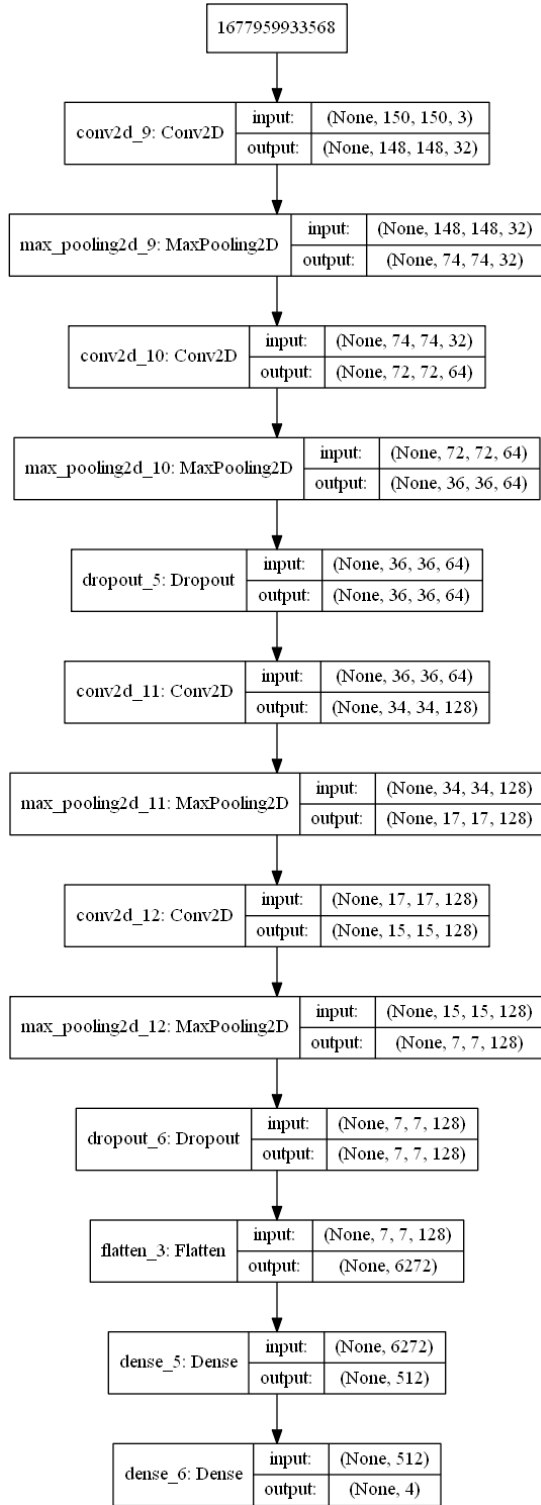 1677959933568
conv2d_9: Conv2D
input: (None, 150, 150, 3)
output: (None, 148, 148, 32)
max_pooling2d_9: MaxPooling2D
input: (None, 148, 148, 32)
output: (None, 74, 74, 32)
conv2d_10: Conv2D
input: (None, 74, 74, 32)
output: (None, 72, 72, 64)
max_pooling2d_10: MaxPooling2D
input: (None, 72, 72, 64)
output: (None, 36, 36, 64)
dropout_5: Dropout
input: (None, 36, 36, 64)
output: (None, 36, 36, 64)
conv2d_11: Conv2D
input: (None, 36, 36, 64)
output: (None, 34, 34, 128)
max_pooling2d_11: MaxPooling2D
input: (None, 34, 34, 128)
output: (None, 17, 17, 128)
conv2d_12: Conv2D
input: (None, 17, 17, 128)
output: (None, 15, 15, 128)
max_pooling2d_12: MaxPooling2D
input: (None, 15, 15, 128)
output: (None, 7, 7, 128)
dropout_6: Dropout
input: (None, 7, 7, 128)
output: (None, 7, 7, 128)
flatten_3: Flatten
input: (None, 7, 7, 128)
output: (None, 6272)
dense_5: Dense
input: (None, 6272)
output: (None, 512)
dense_6: Dense
input: (None, 512)
output: (None, 4)